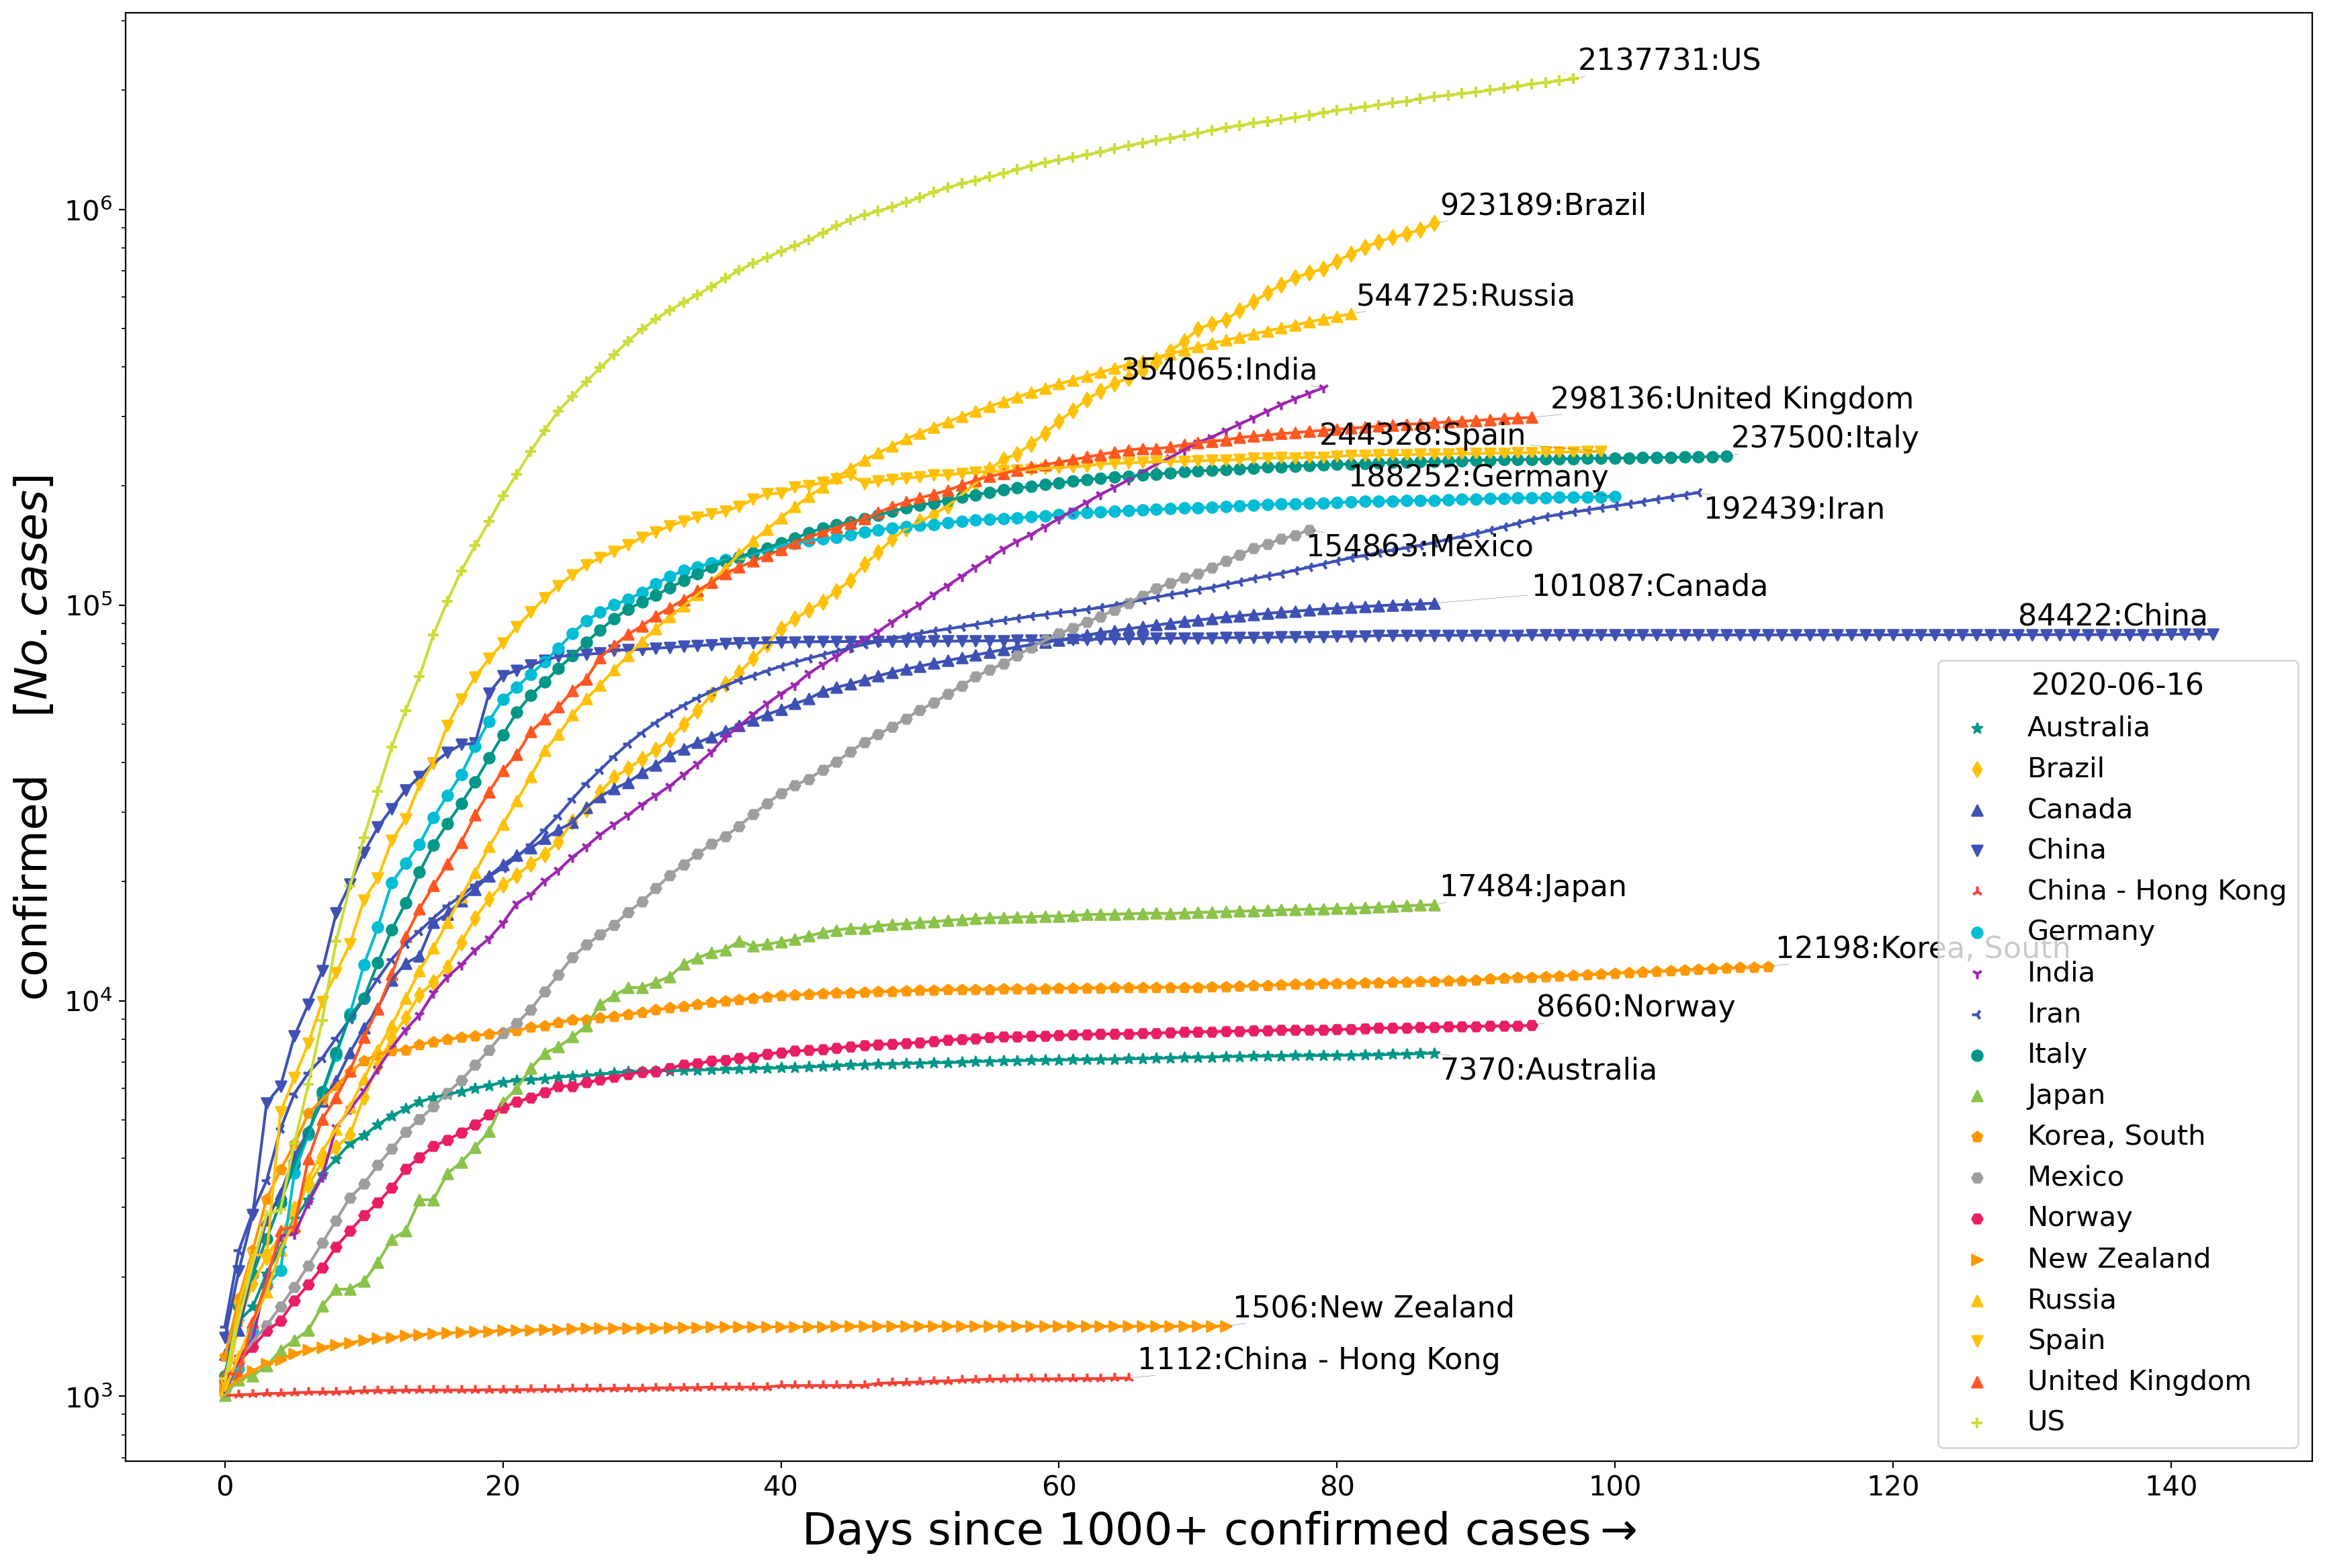 2137731:US
923189:Brazil
544725:Russia
354065:India
298136:United Kingdom
244328:Spain
237500:Italy
188252:Germany
192439:Iran
154863:Mexico
101087:Canada
84422:China
17484:Japan
12198:Korea, South
8660:Norway
7370:Australia
1506:New Zealand
1112:China - Hong Kong
10^6
10^5
10^4
10^3
confirmed [No. cases]
0 20 40 60 80 100 120 140
Days since 1000+ confirmed cases→
2020-06-16
Australia
Brazil
Canada
China
China - Hong Kong
Germany
India
Iran
Italy
Japan
Korea, South
Mexico
Norway
New Zealand
Russia
Spain
United Kingdom
US